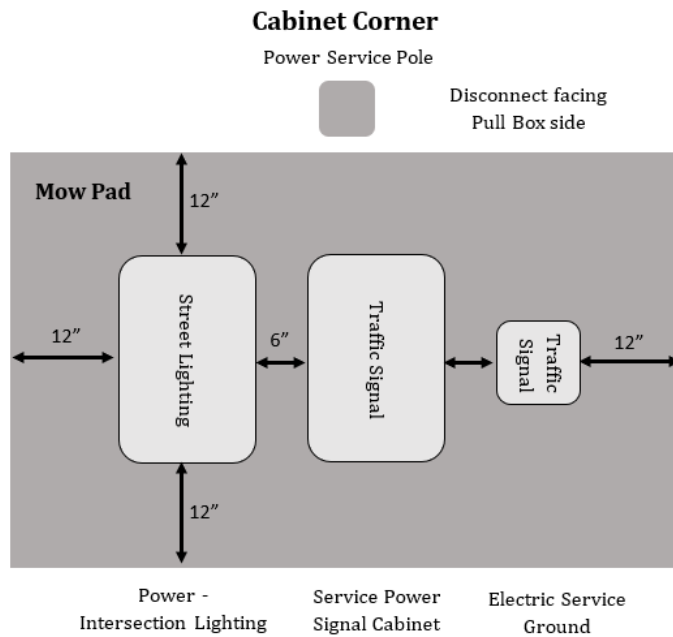 Cabinet Corner
Power Service Pole
Disconnect facing
Pull Box side
Mow Pad
12”
Street Lighting
12”
6”
Traffic Signal
Traffic
Signal
12”
12”
Power -
Intersection Lighting
Service Power
Signal Cabinet
Electric Service
Ground